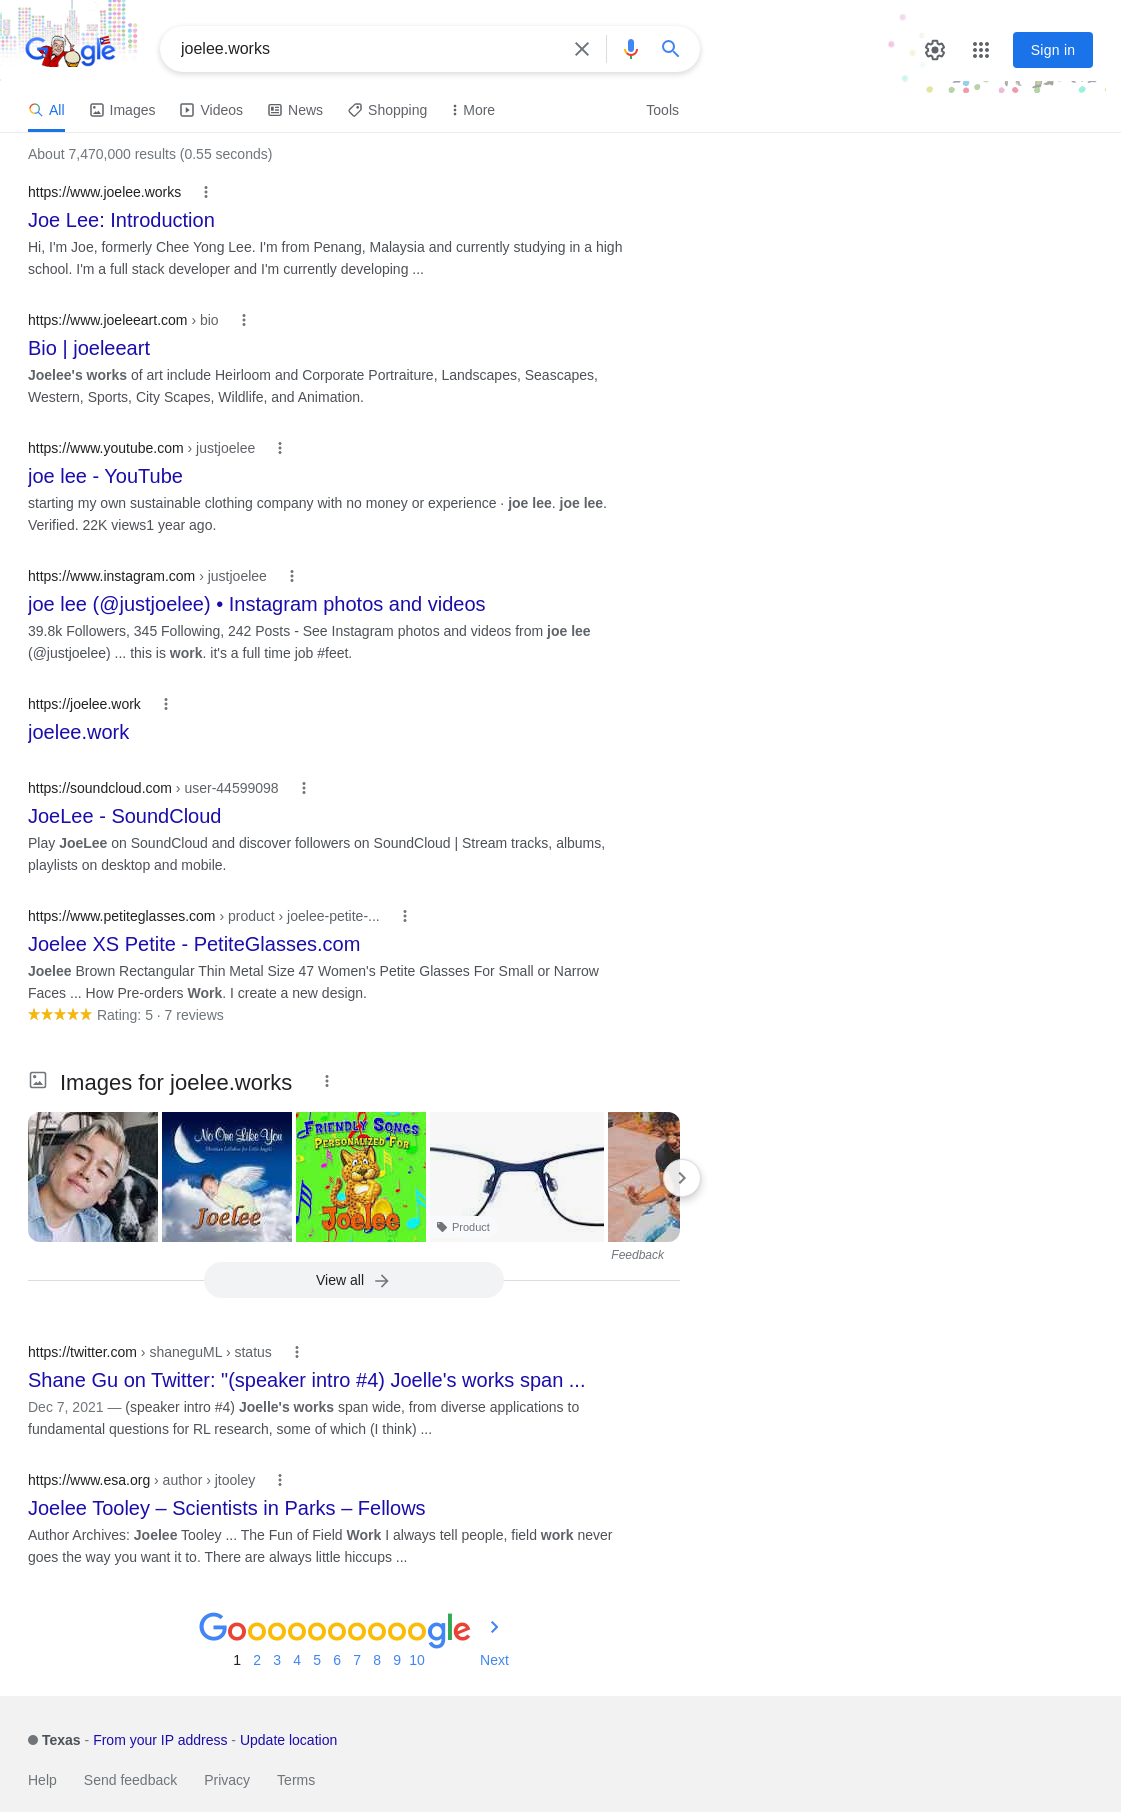 Google
joelee.works
Sign in
All
Images
Videos
News
Shopping
More
Tools
About 7,470,000 results (0.55 seconds)
https://www.joelee.works
Joe Lee: Introduction
Hi, I'm Joe, formerly Chee Yong Lee. I'm from Penang, Malaysia and currently studying in a high
school. I'm a full stack developer and I'm currently developing ...
https://www.joeleeart.com › bio
Bio | joeleeart
Joelee's works of art include Heirloom and Corporate Portraiture, Landscapes, Seascapes,
Western, Sports, City Scapes, Wildlife, and Animation.
https://www.youtube.com › justjoelee
joe lee - YouTube
starting my own sustainable clothing company with no money or experience · joe lee. joe lee.
Verified. 22K views1 year ago.
https://www.instagram.com › justjoelee
joe lee (@justjoelee) • Instagram photos and videos
39.8k Followers, 345 Following, 242 Posts - See Instagram photos and videos from joe lee
(@justjoelee) ... this is work. it's a full time job #feet.
https://joelee.work
joelee.work
https://soundcloud.com › user-44599098
JoeLee - SoundCloud
Play JoeLee on SoundCloud and discover followers on SoundCloud | Stream tracks, albums,
playlists on desktop and mobile.
https://www.petiteglasses.com › product › joelee-petite-...
Joelee XS Petite - PetiteGlasses.com
Joelee Brown Rectangular Thin Metal Size 47 Women's Petite Glasses For Small or Narrow
Faces ... How Pre-orders Work. I create a new design.
Rating: 5 · 7 reviews
Images for joelee.works
No One Like You
Joelee
FRIENDLY SONGS
PERSONALIZED FOR
Joelee
Product
Feedback
View all
https://twitter.com › shaneguML › status
Shane Gu on Twitter: "(speaker intro #4) Joelle's works span ...
Dec 7, 2021 — (speaker intro #4) Joelle's works span wide, from diverse applications to
fundamental questions for RL research, some of which (I think) ...
https://www.esa.org › author › jtooley
Joelee Tooley – Scientists in Parks – Fellows
Author Archives: Joelee Tooley ... The Fun of Field Work I always tell people, field work never
goes the way you want it to. There are always little hiccups ...
Goooooooooogle
1 2 3 4 5 6 7 8 9 10 Next
Texas - From your IP address - Update location
Help Send feedback Privacy Terms